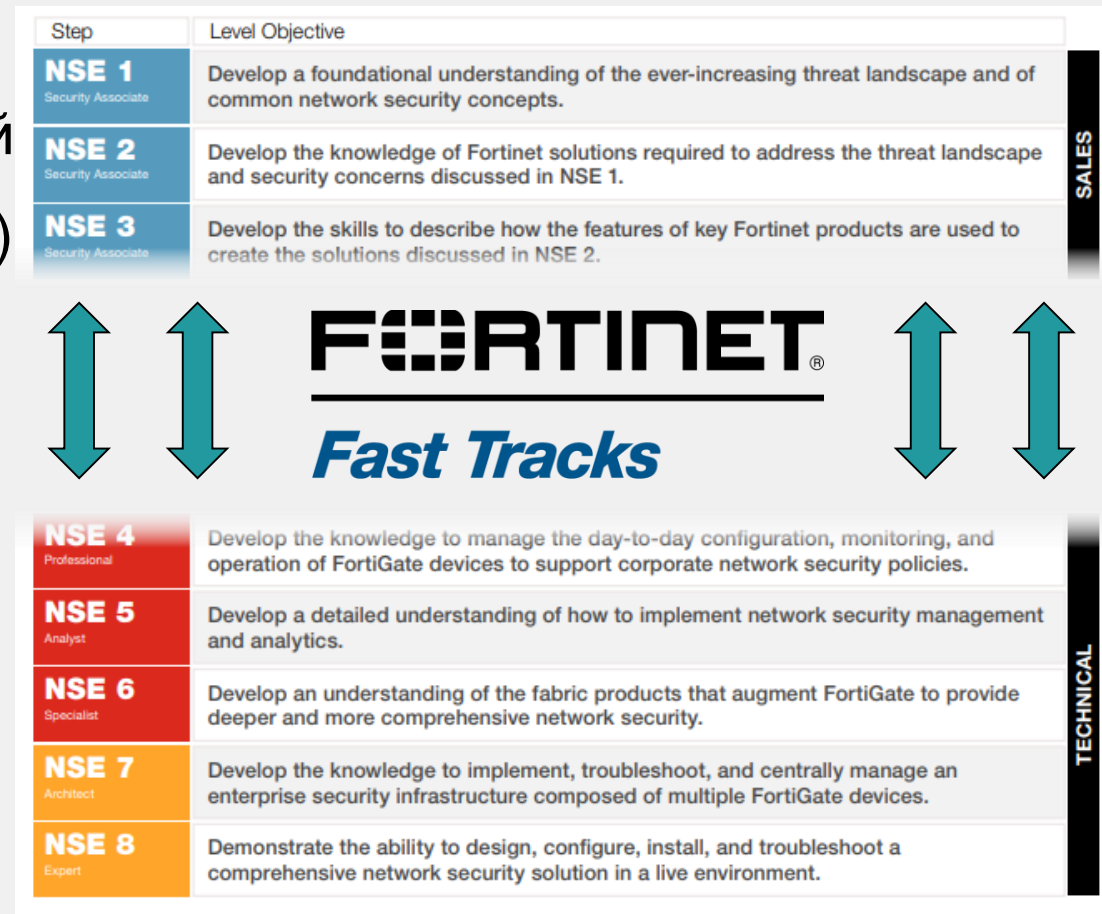 Step Level Objective
NSE 1
Security Associate
Develop a foundational understanding of the ever-increasing threat landscape and of
common network security concepts.
й
NSE 2
Security Associate
Develop the knowledge of Fortinet solutions required to address the threat landscape
and security concerns discussed in NSE 1.
)
NSE 3
Security Associate
Develop the skills to describe how the features of key Fortinet products are used to
create the solutions discussed in NSE 2.
SALES
FORTINET®
Fast Tracks
NSE 4
Professional
Develop the knowledge to manage the day-to-day configuration, monitoring, and
operation of FortiGate devices to support corporate network security policies.
NSE 5
Analyst
Develop a detailed understanding of how to implement network security management
and analytics.
NSE 6
Specialist
Develop an understanding of the fabric products that augment FortiGate to provide
deeper and more comprehensive network security.
NSE 7
Architect
Develop the knowledge to implement, troubleshoot, and centrally manage an
enterprise security infrastructure composed of multiple FortiGate devices.
NSE 8
Expert
Demonstrate the ability to design, configure, install, and troubleshoot a
comprehensive network security solution in a live environment.
TECHNICAL